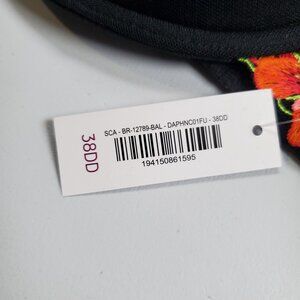 SCA - BR-12789-BAL - DAPHNC01FU - 38DD
194150861595
38DD